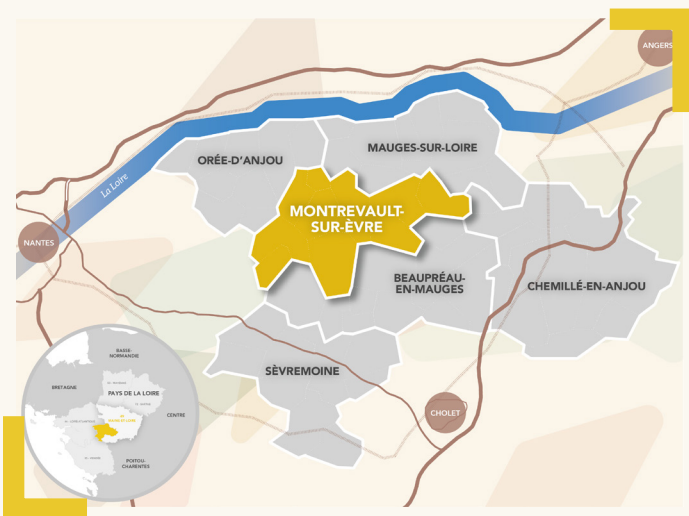 ANGERS
MAUGES-SUR-LOIRE
ORÉE-D'ANJOU
La Loire
MONTREVAULT-
SUR-ÈVRE
NANTES
BEAUPRÉAU-
EN-MAUGES
CHEMILLÉ-EN-ANJOU
SÈVREMOINE
CHOLET
BASSE-
NORMANDIE
BRETAGNE
PAYS DE LA LOIRE
CENTRE
POITOU-
CHARENTES